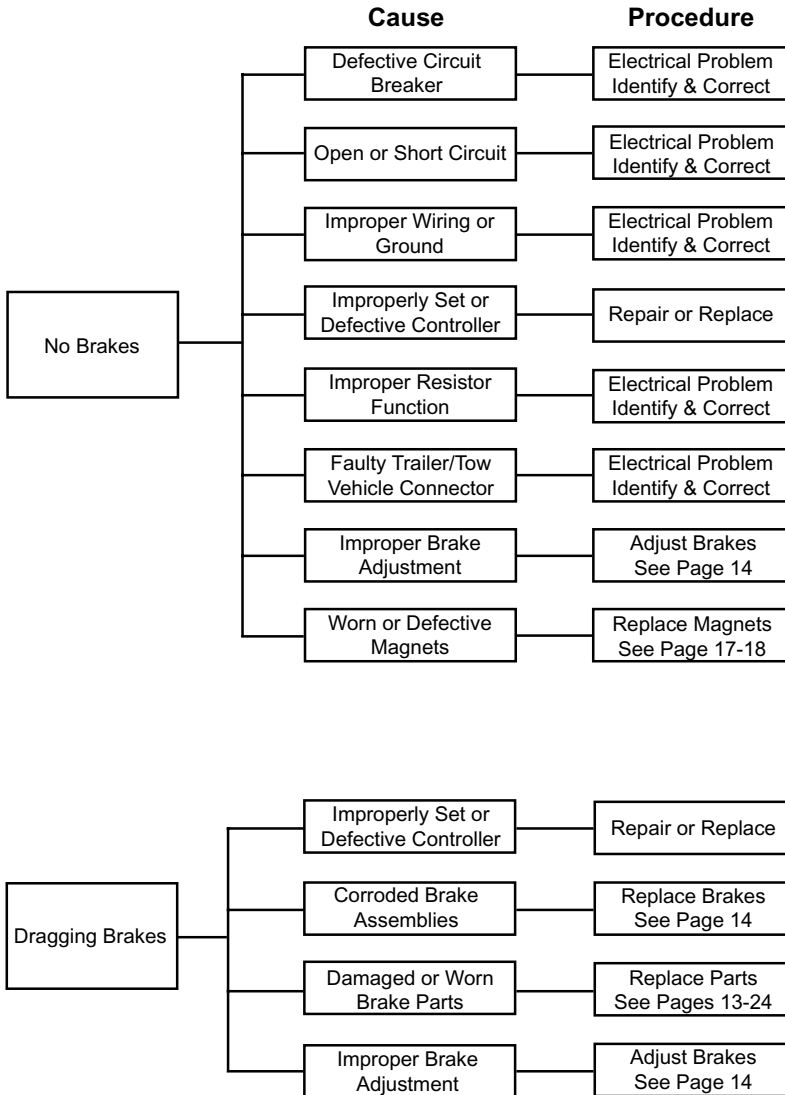 Cause Procedure
Defective Circuit
Breaker
Electrical Problem
Identify & Correct
Open or Short Circuit
Electrical Problem
Identify & Correct
Improper Wiring or
Ground
Electrical Problem
Identify & Correct
No Brakes
Improperly Set or
Defective Controller
Repair or Replace
Improper Resistor
Function
Electrical Problem
Identify & Correct
Faulty Trailer/Tow
Vehicle Connector
Electrical Problem
Identify & Correct
Improper Brake
Adjustment
Adjust Brakes
See Page 14
Worn or Defective
Magnets
Replace Magnets
See Page 17-18
Dragging Brakes
Improperly Set or
Defective Controller
Repair or Replace
Corroded Brake
Assemblies
Replace Brakes
See Page 14
Damaged or Worn
Brake Parts
Replace Parts
See Pages 13-24
Improper Brake
Adjustment
Adjust Brakes
See Page 14